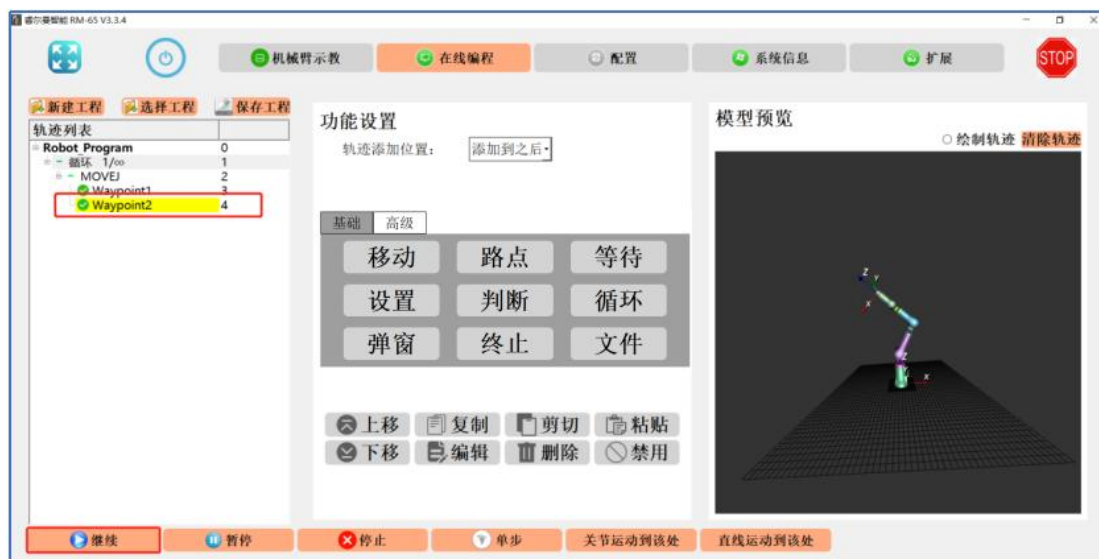 睿尔曼智能 RM-65 V3.3.4
机械臂示教 在线编程 配置 系统信息 扩展 STOP
新建工程 选择工程 保存工程
轨迹列表
Robot_Program 0
循环 1/∞ 1
MOVEJ 2
Waypoint1 3
Waypoint2 4
功能设置
轨迹添加位置： 添加到之后
基础 高级
移动 路点 等待
设置 判断 循环
弹窗 终止 文件
上移 复制 剪切 粘贴
下移 编辑 删除 禁用
模型预览
绘制轨迹 清除轨迹
Z Y
X
Z
Y X
继续 暂停 停止 单步 关节运动到该处 直线运动到该处